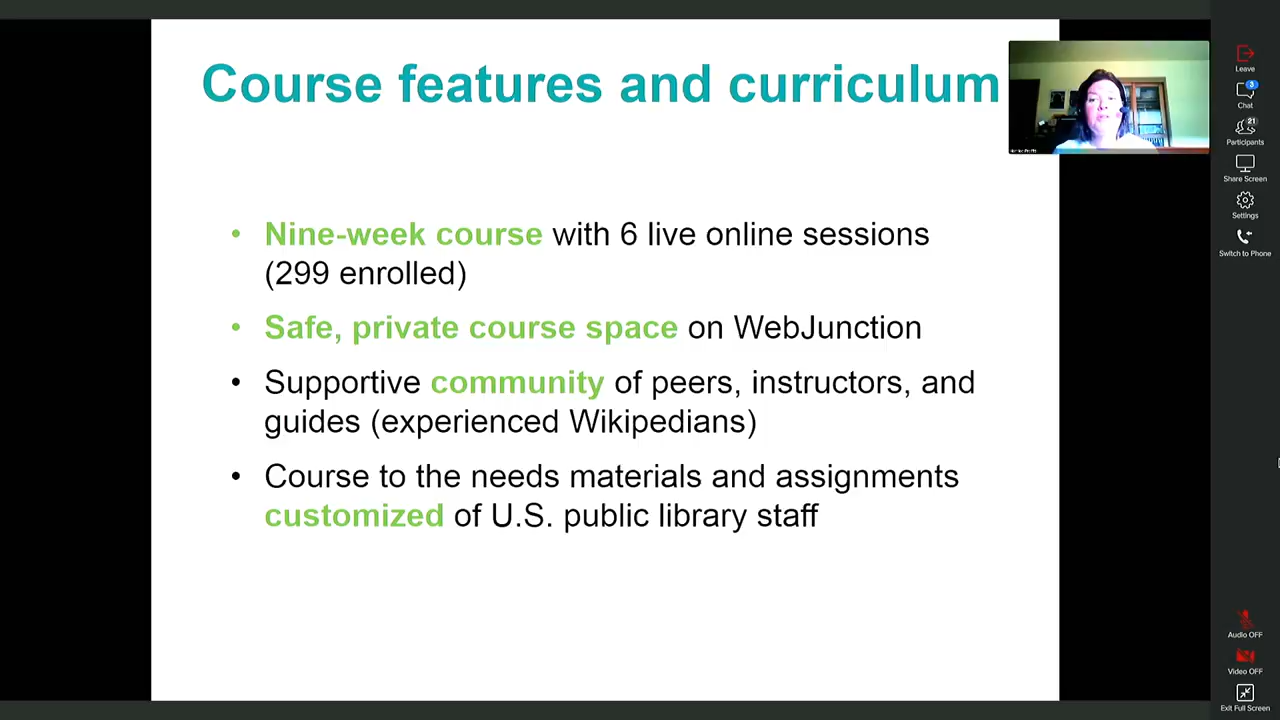 Course features and curriculum
• Nine-week course with 6 live online sessions
(299 enrolled)
• Safe, private course space on WebJunction
• Supportive community of peers, instructors, and
guides (experienced Wikipedians)
• Course to the needs materials and assignments
customized of U.S. public library staff
Leave
3
Chat
21
Participants
Share Screen
Settings
Switch to Phone
Audio OFF
Video OFF
Exit Full Screen